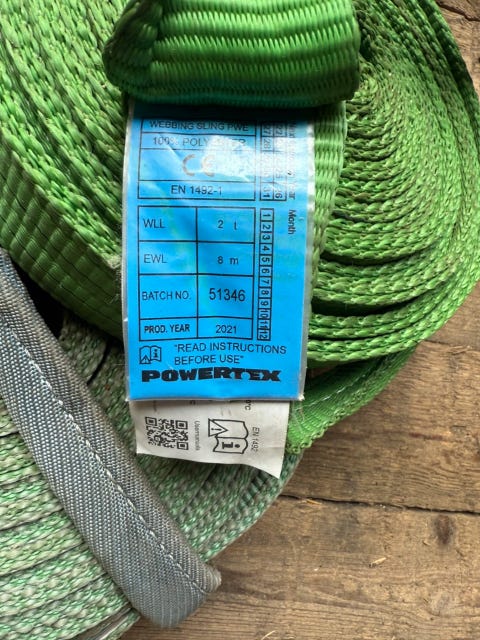 WEBBING SLING PWE
100% POLYESTER
CE
EN 1492-1
WLL 2 t
EWL 8 m
BATCH NO. 51346
PROD. YEAR 2021
Month
1 2 3 4 5 6 7 8 9 10 11 12
"READ INSTRUCTIONS
BEFORE USE"
POWERTEX
Usermanuals
EN 1492-